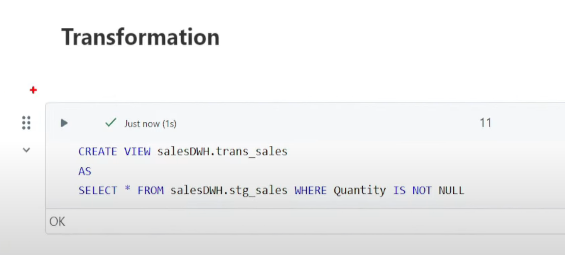 Transformation
Just now (1s)
11
CREATE VIEW salesDWH.trans_sales
AS
SELECT * FROM salesDWH.stg_sales WHERE Quantity IS NOT NULL
OK